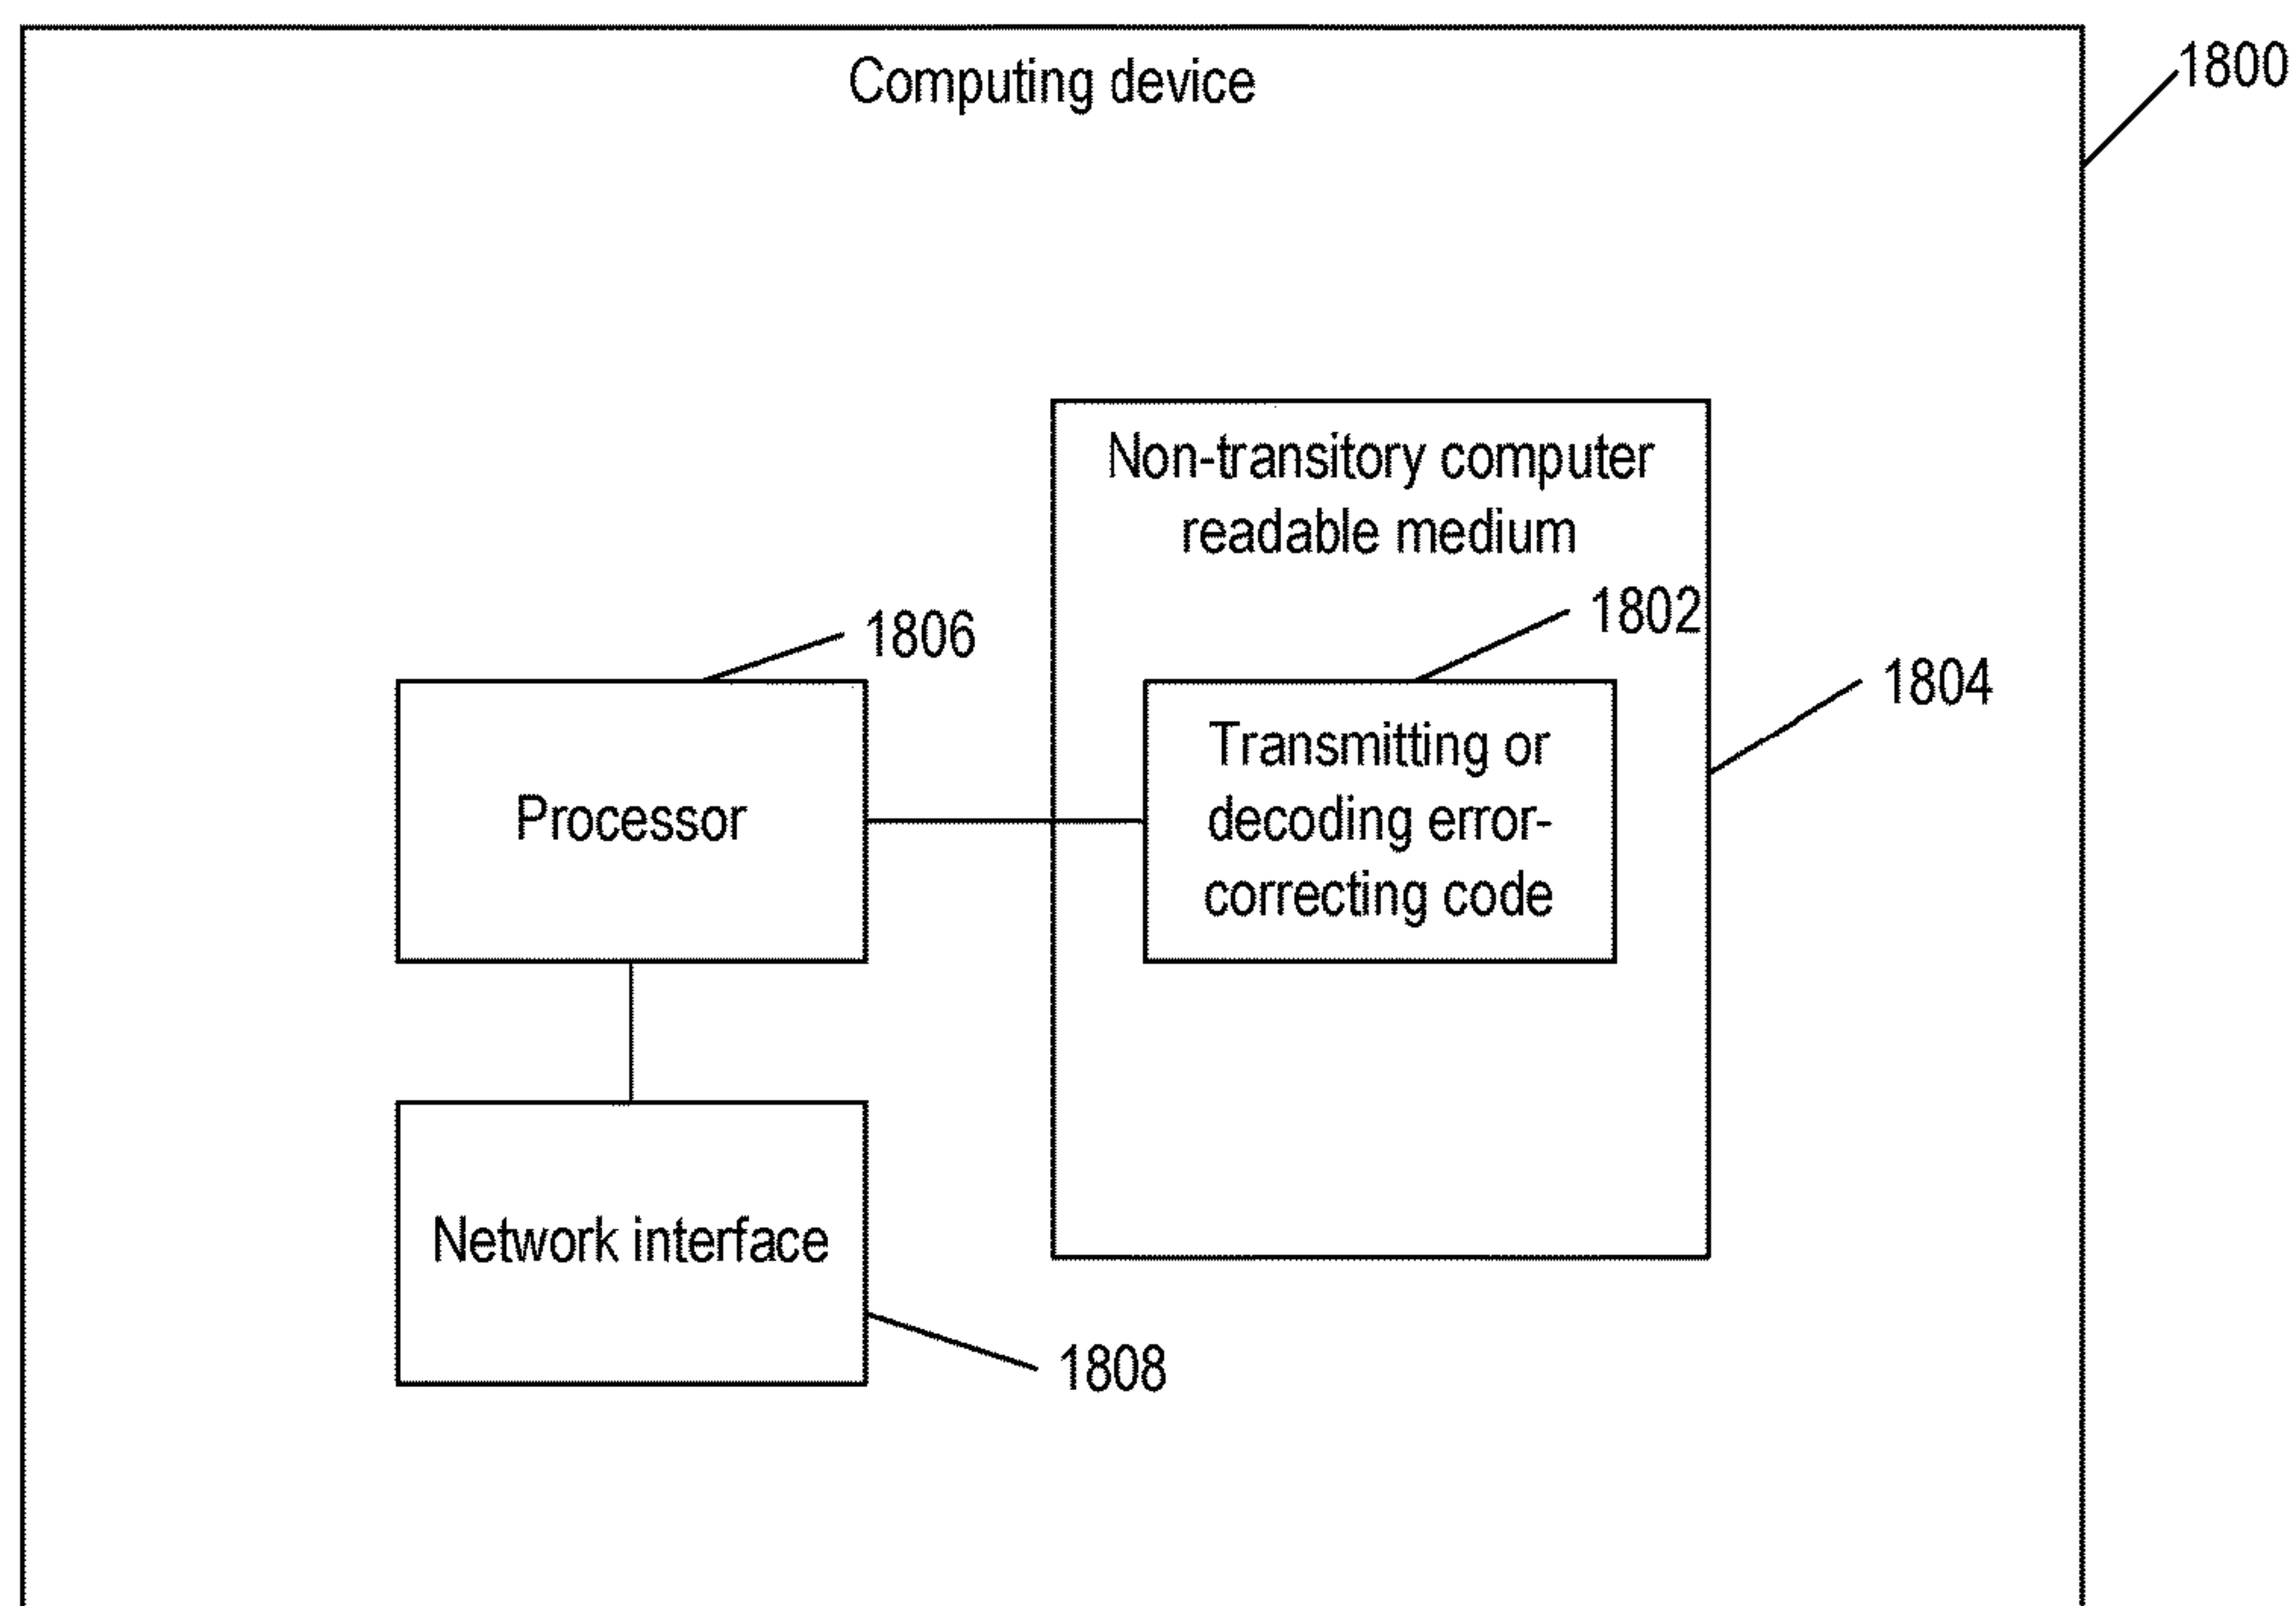 Computing device
1800
Non-transitory computer
readable medium
1802
1806
1804
Transmitting or
decoding error-
correcting code
Processor
Network interface
1808